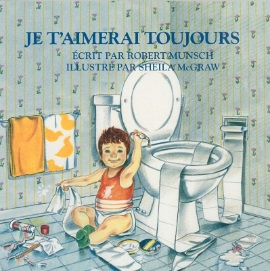 JE T'AIMERAI TOUJOURS
ÉCRIT PAR ROBERT MUNSCH
ILLUSTRÉ PAR SHEILA McGRAW